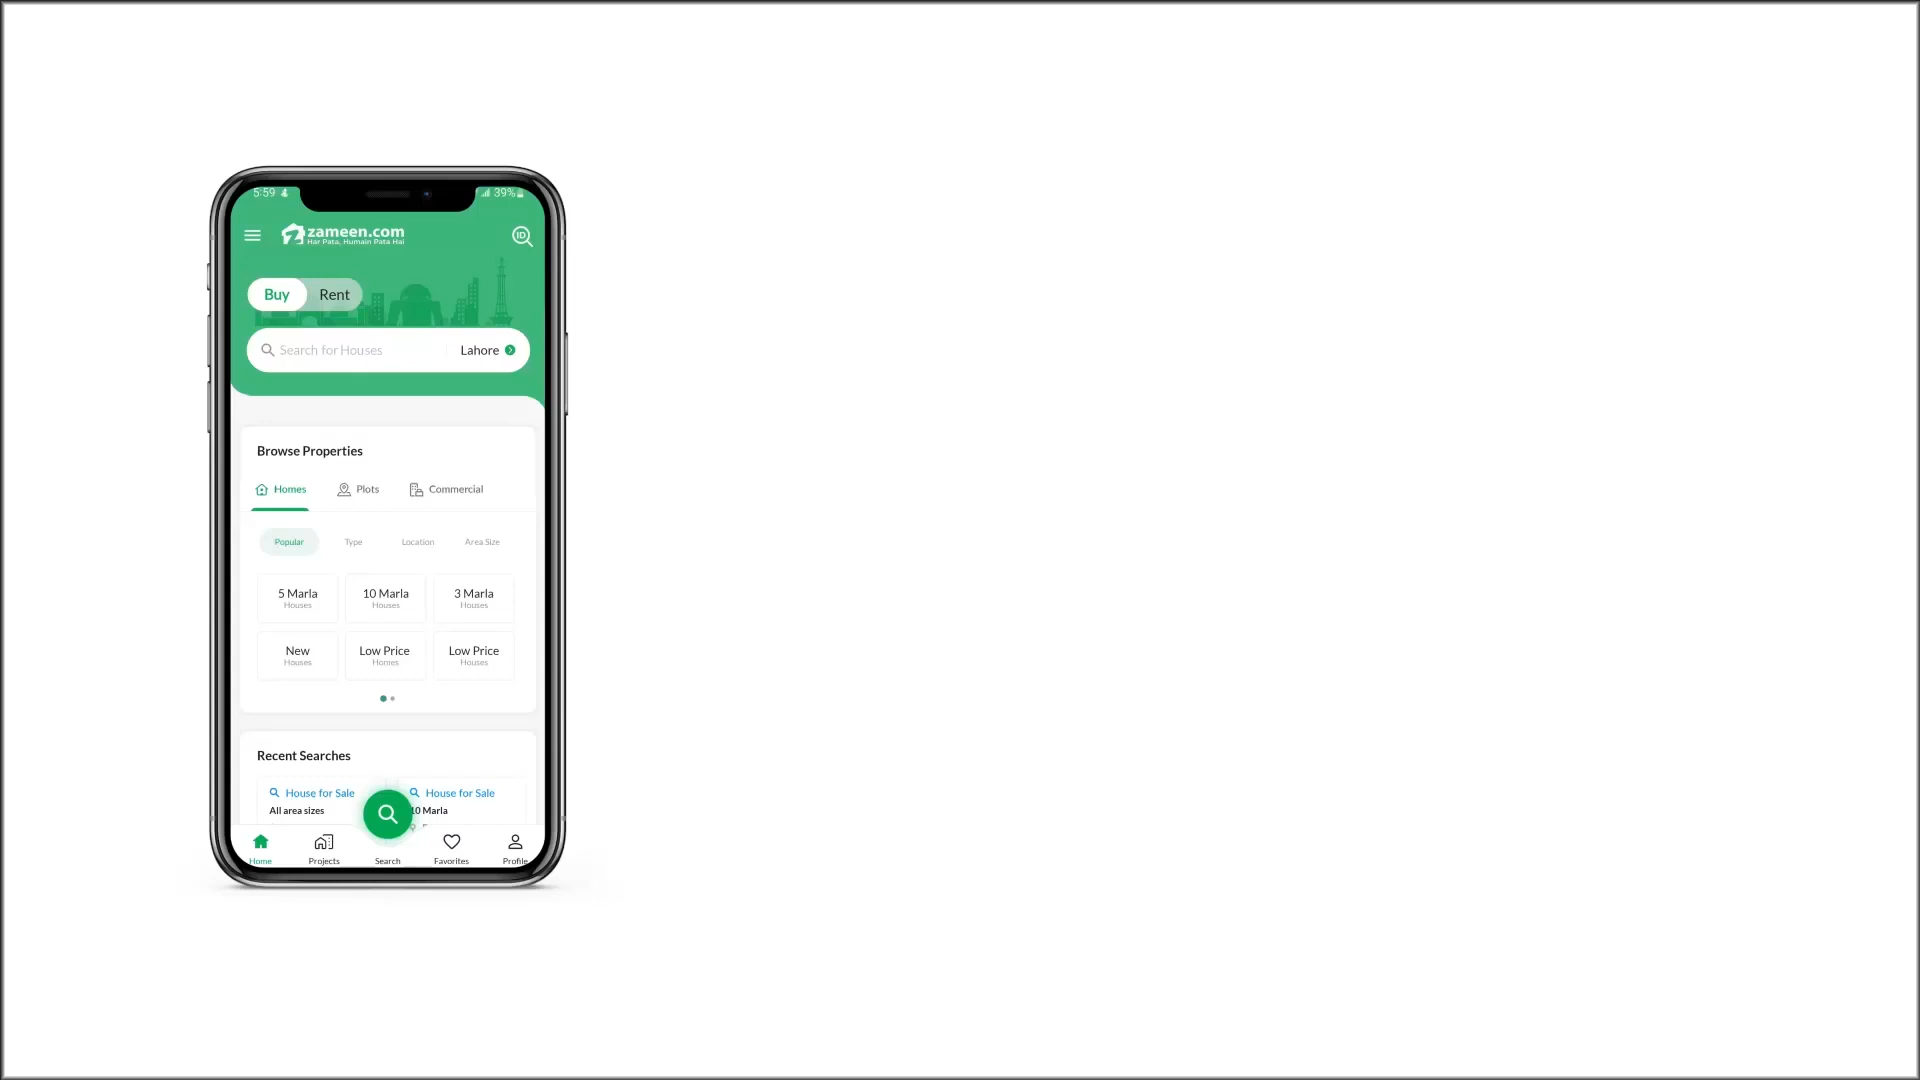 5:59
39%
zameen.com
Har Pata, Humain Pata Hai
ID
Buy Rent
Search for Houses Lahore
Browse Properties
Homes Plots Commercial
Popular Type Location Area Size
5 Marla 10 Marla 3 Marla
Houses Houses Houses
New Low Price Low Price
Houses Homes Houses
Recent Searches
House for Sale House for Sale
All area sizes 10 Marla
Home Projects Search Favorites Profile